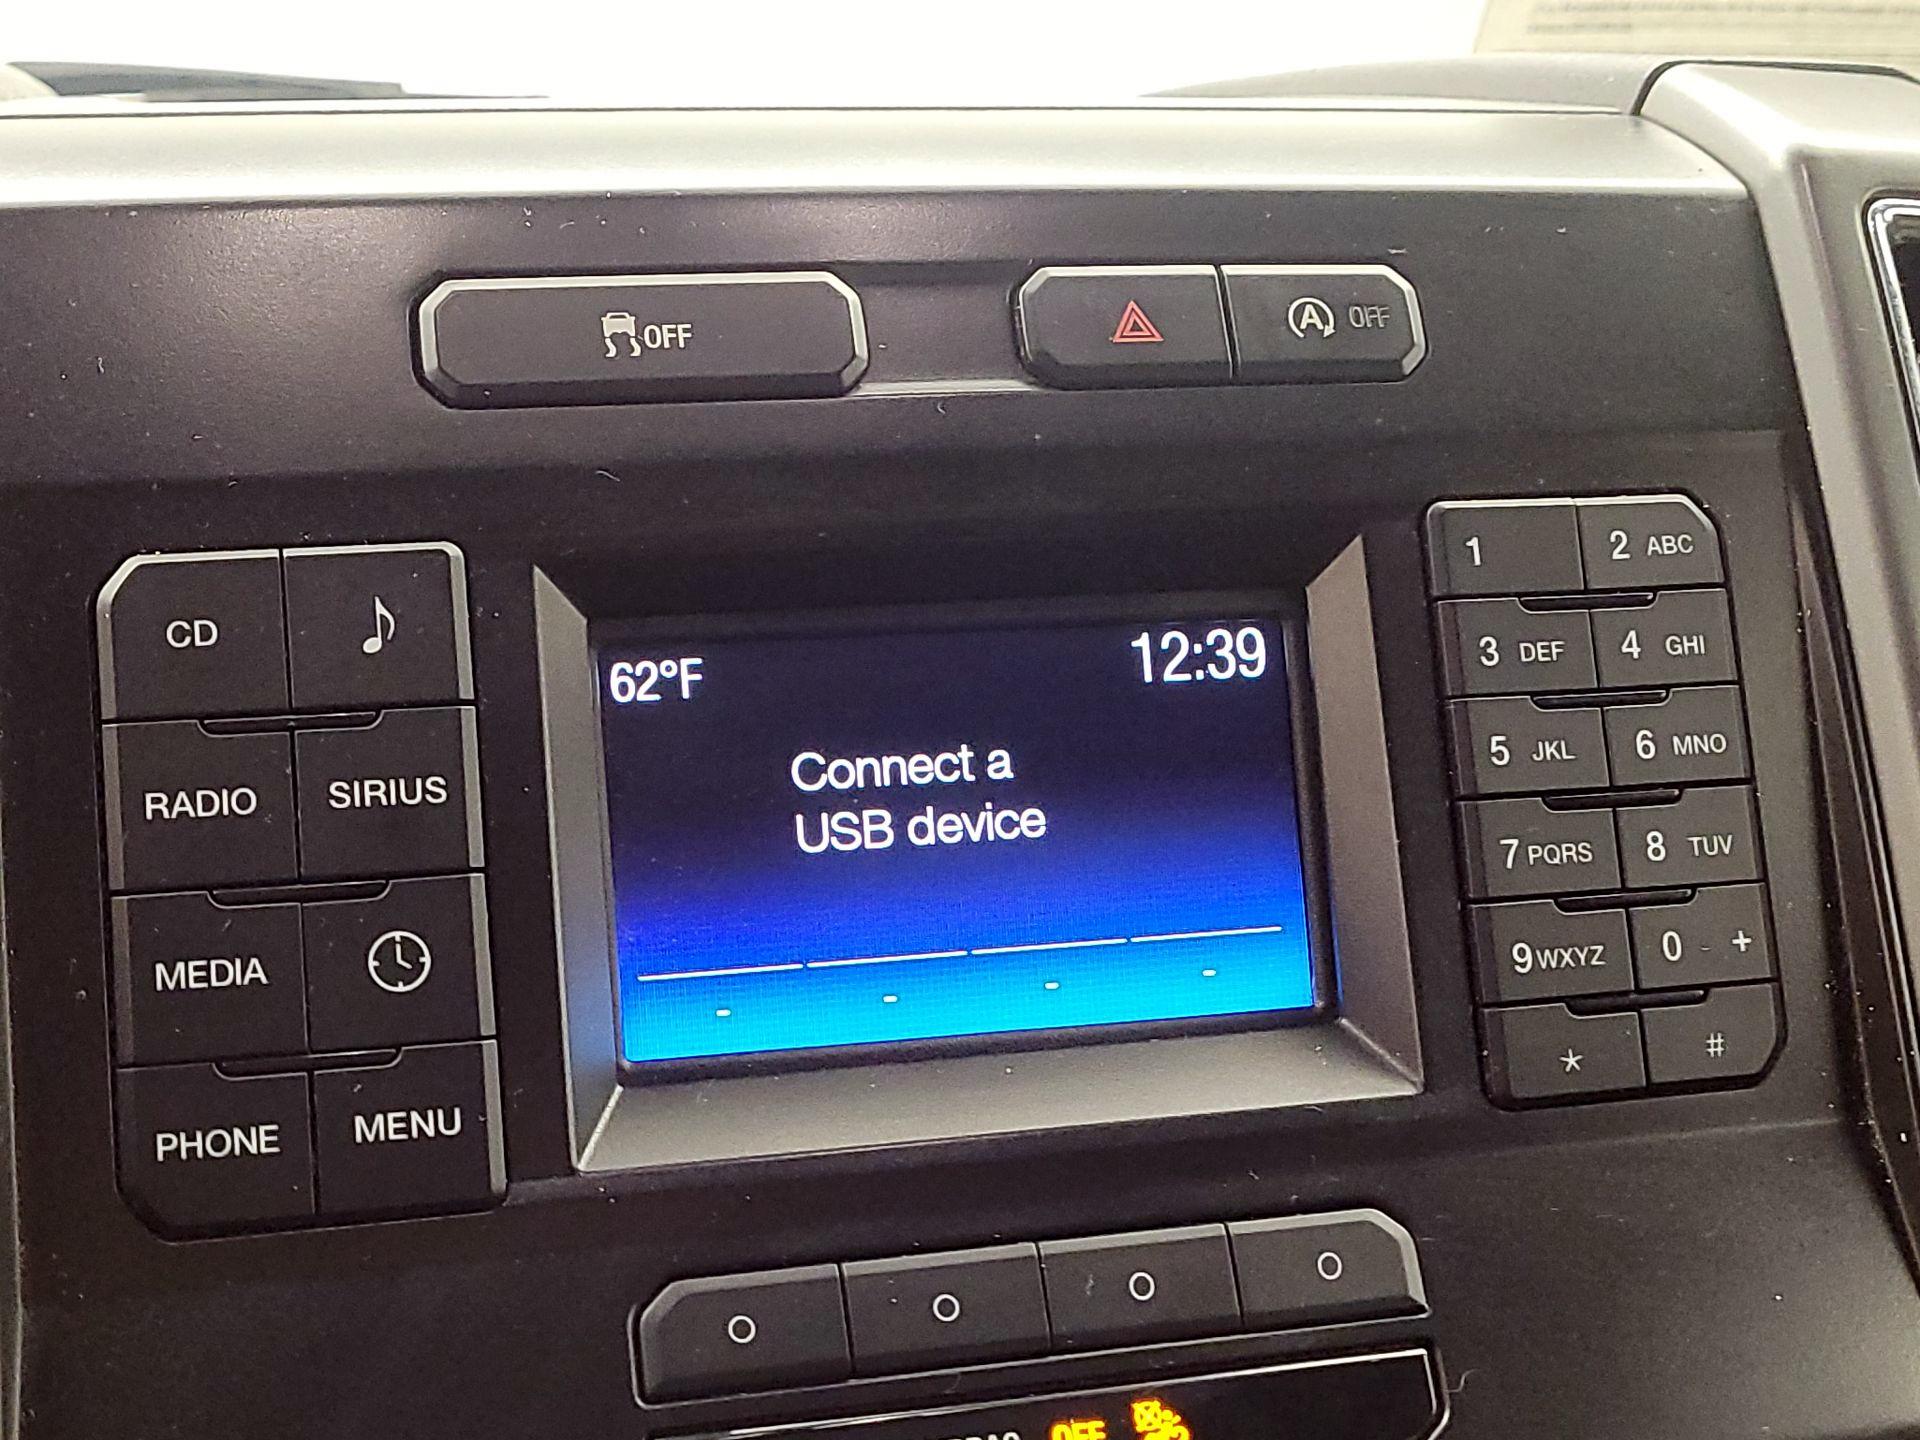 OFF
A OFF
CD
RADIO SIRIUS
MEDIA
PHONE MENU
62°F 12:39
Connect a
USB device
1 2 ABC
3 DEF 4 GHI
5 JKL 6 MNO
7 PQRS 8 TUV
9 WXYZ 0 - +
* #
OFF